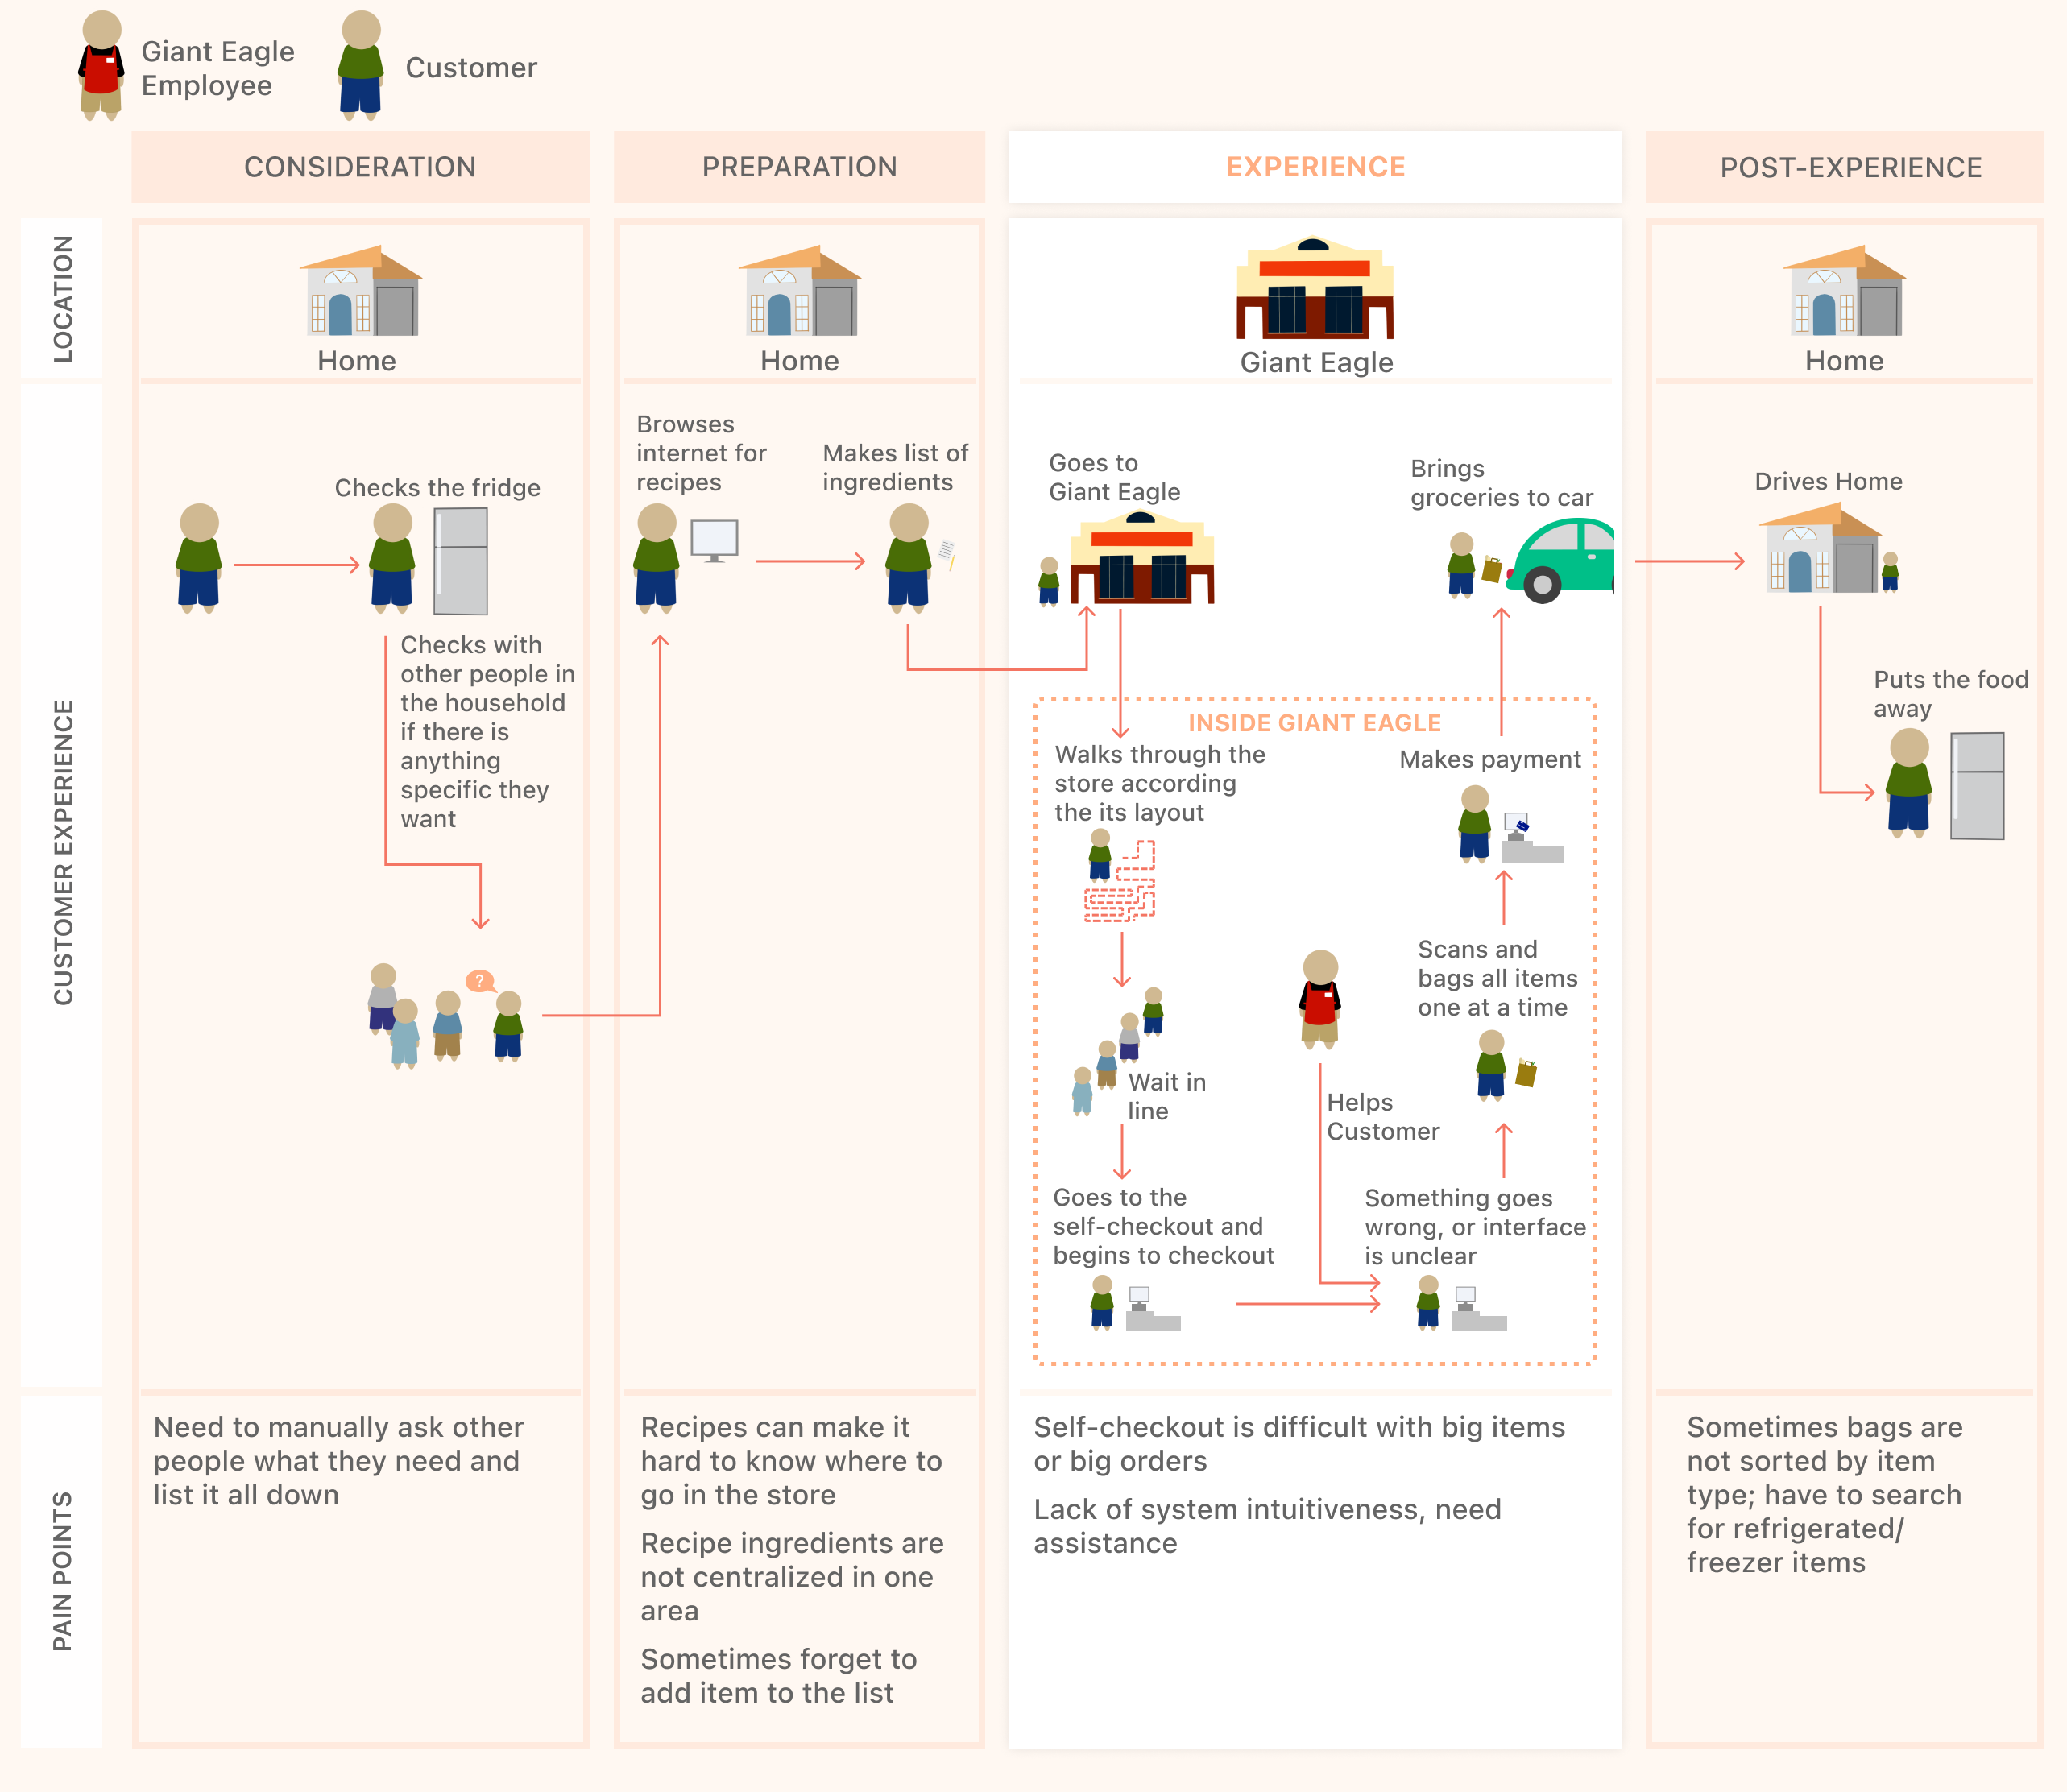 Giant Eagle
Employee
Customer
CONSIDERATION
PREPARATION
EXPERIENCE
POST-EXPERIENCE
LOCATION
Home
Home
Giant Eagle
Home
CUSTOMER EXPERIENCE
Checks the fridge
Checks with
other people in
the household
if there is
anything
specific they
want
?
Browses
internet for
recipes
Makes list of
ingredients
Goes to
Giant Eagle
INSIDE GIANT EAGLE
Walks through the
store according
the its layout
Wait in
line
Goes to the
self-checkout and
begins to checkout
Helps
Customer
Something goes
wrong, or interface
is unclear
Scans and
bags all items
one at a time
Makes payment
Brings
groceries to car
Drives Home
Puts the food
away
PAIN POINTS
Need to manually ask other
people what they need and
list it all down
Recipes can make it
hard to know where to
go in the store
Recipe ingredients are
not centralized in one
area
Sometimes forget to
add item to the list
Self-checkout is difficult with big items
or big orders
Lack of system intuitiveness, need
assistance
Sometimes bags are
not sorted by item
type; have to search
for refrigerated/
freezer items